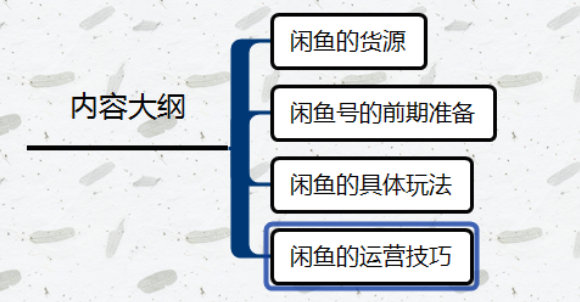 内容大纲
闲鱼的货源
闲鱼号的前期准备
闲鱼的具体玩法
闲鱼的运营技巧